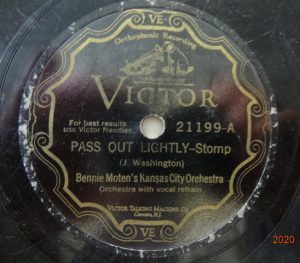 VE
Orthophonic Recording
VICTOR
For best results
use Victor Needles
21199-A
PASS OUT LIGHTLY-Stomp
(J. Washington)
Bennie Moten's Kansas City Orchestra
Orchestra with vocal refrain
VICTOR TALKING MACHINE CO.
Camden, N.J.
VE
2020